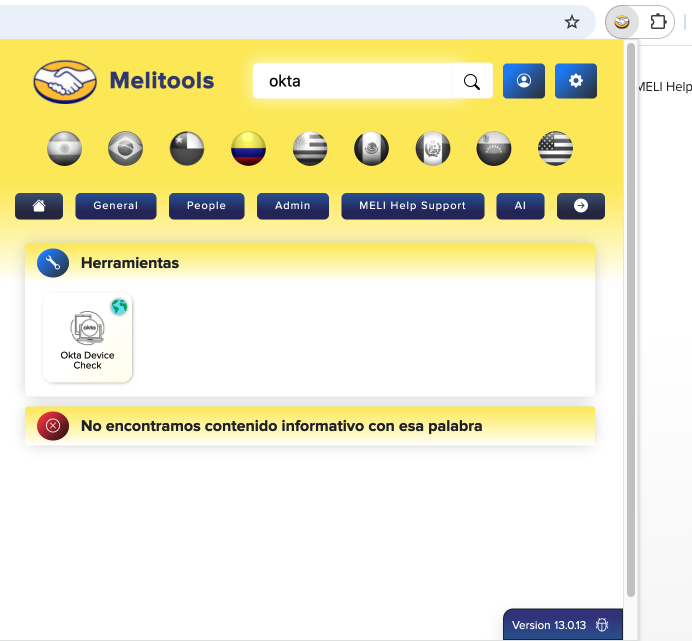 MELI Help
Melitools
okta
General
People
Admin
MELI Help Support
AI
Herramientas
okta
Okta Device
Check
No encontramos contenido informativo con esa palabra
Version 13.0.13